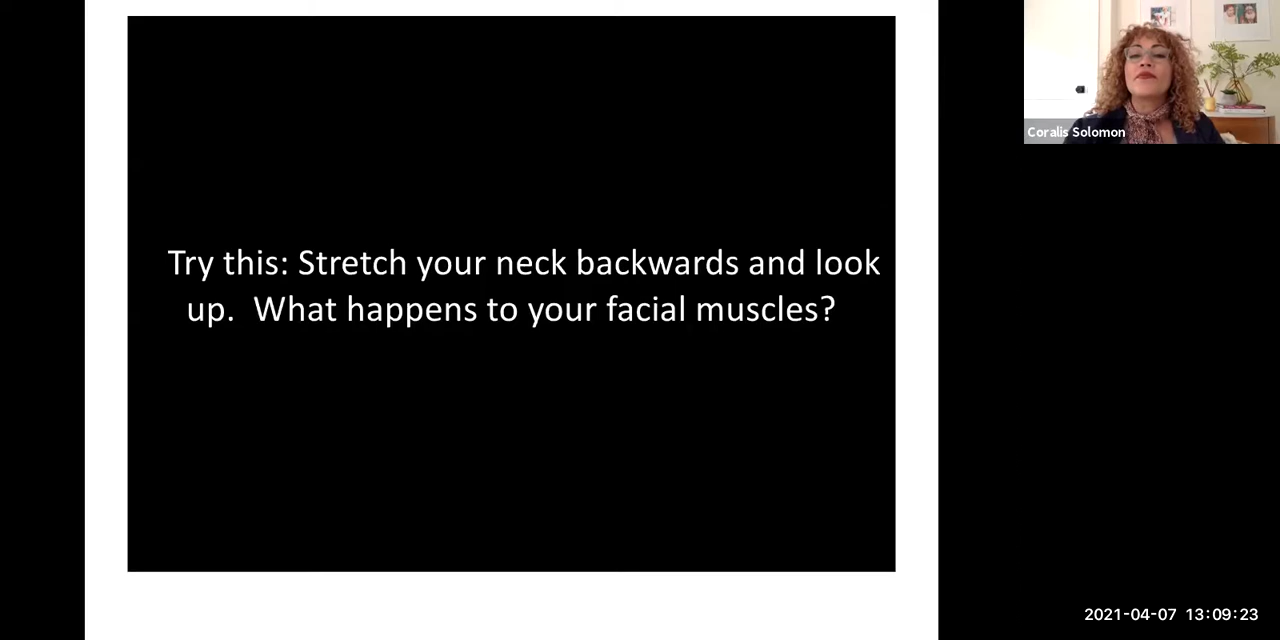 Coralis Solomon
Try this: Stretch your neck backwards and look
up.  What happens to your facial muscles?
2021-04-07  13:09:23